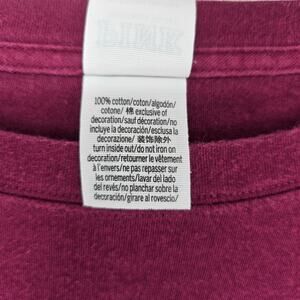 PINK
100% cotton/coton/algodón/
cotone/ 棉 exclusive of
decoration/sauf décoration/no
incluye la decoración/esclusa la
decorazione/ 装饰除外
turn inside out/do not iron on
decoration/retourner le vêtement
à l'envers/ne pas repasser sur
les ornements/lavar del lado
del revés/no planchar sobre la
decoración/girare al rovescio/